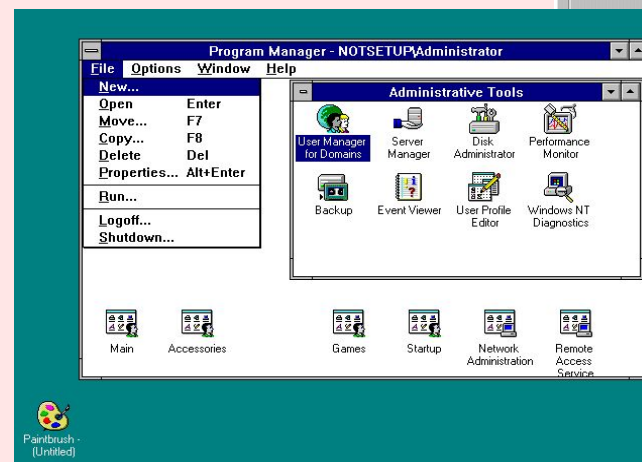 Program Manager - NOTSETUP\Administrator
File Options Window Help
New...
Open Enter
Move... F7
Copy... F8
Delete Del
Properties... Alt+Enter
Run...
Logoff...
Shutdown...
Administrative Tools
User Manager for Domains
Server Manager
Disk Administrator
Performance Monitor
Backup
Event Viewer
User Profile Editor
Windows NT Diagnostics
Main
Accessories
Games
Startup
Network Administration
Remote Access Service
Paintbrush -
(Untitled)